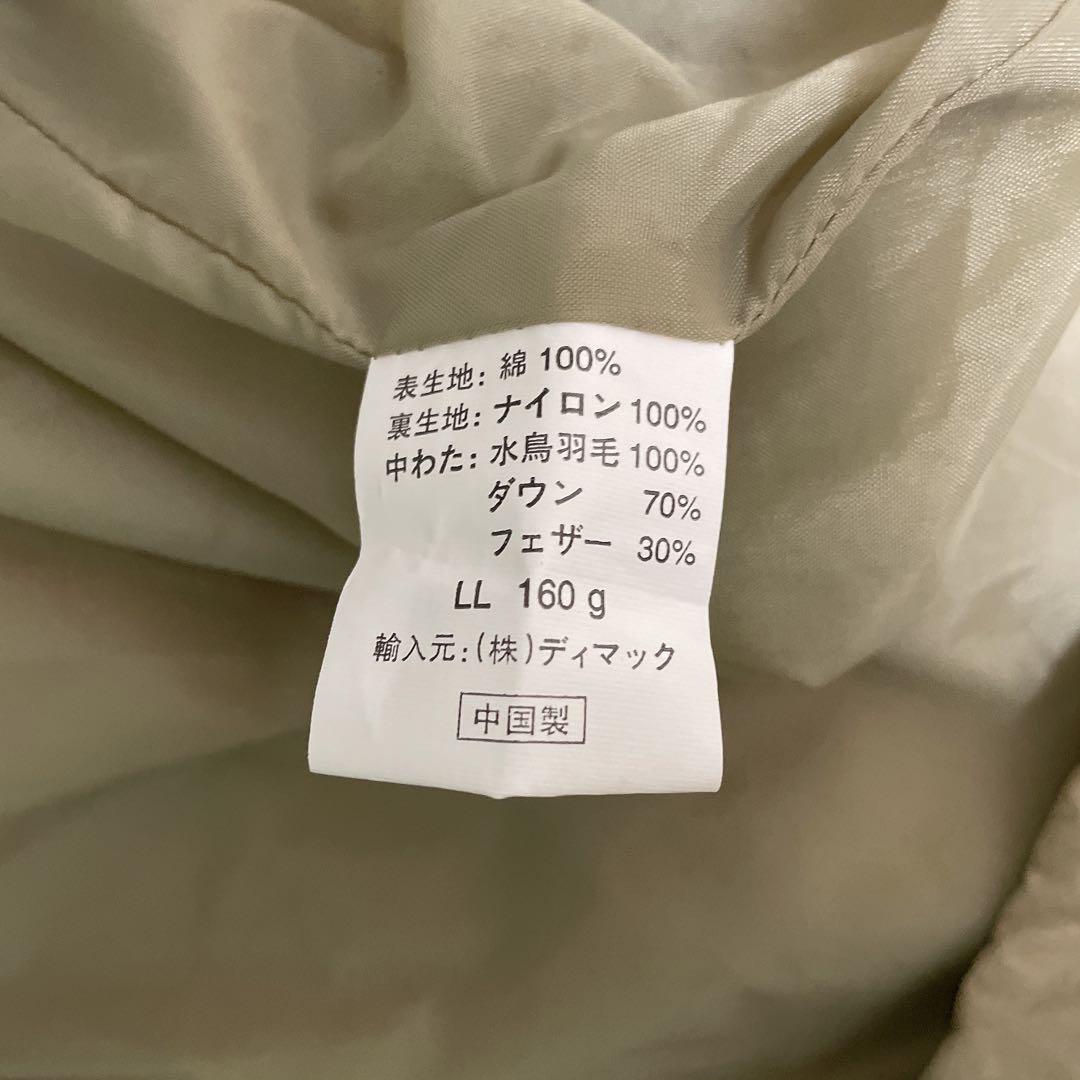 表生地: 綿 100%
裏生地: ナイロン 100%
中わた: 水鳥羽毛 100%
ダウン 70%
フェザー 30%
LL 160 g
輸入元:(株)ディマック
中国製